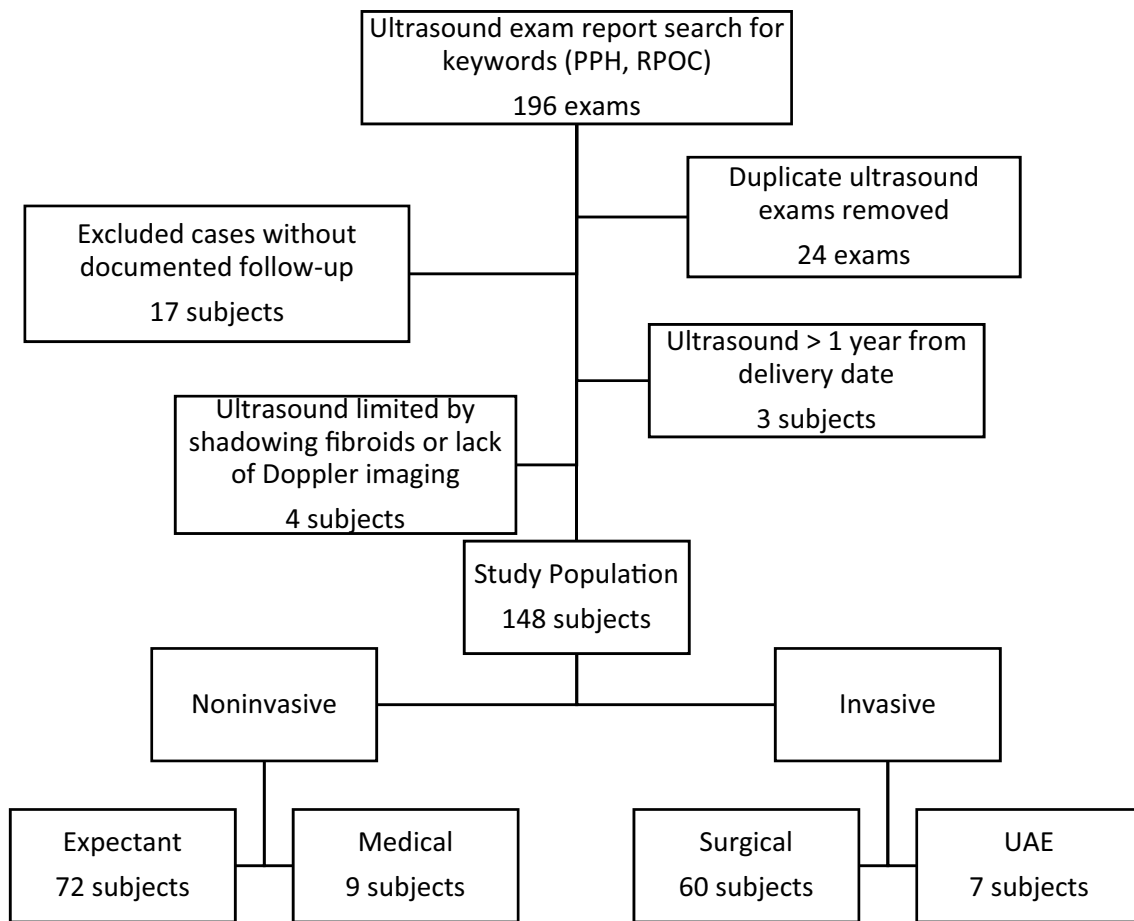 Ultrasound exam report search for
keywords (PPH, RPOC)
196 exams
Duplicate ultrasound
exams removed
24 exams
Excluded cases without
documented follow-up
17 subjects
Ultrasound > 1 year from
delivery date
3 subjects
Ultrasound limited by
shadowing fibroids or lack
of Doppler imaging
4 subjects
Study Population
148 subjects
Noninvasive
Invasive
Expectant
72 subjects
Medical
9 subjects
Surgical
60 subjects
UAE
7 subjects